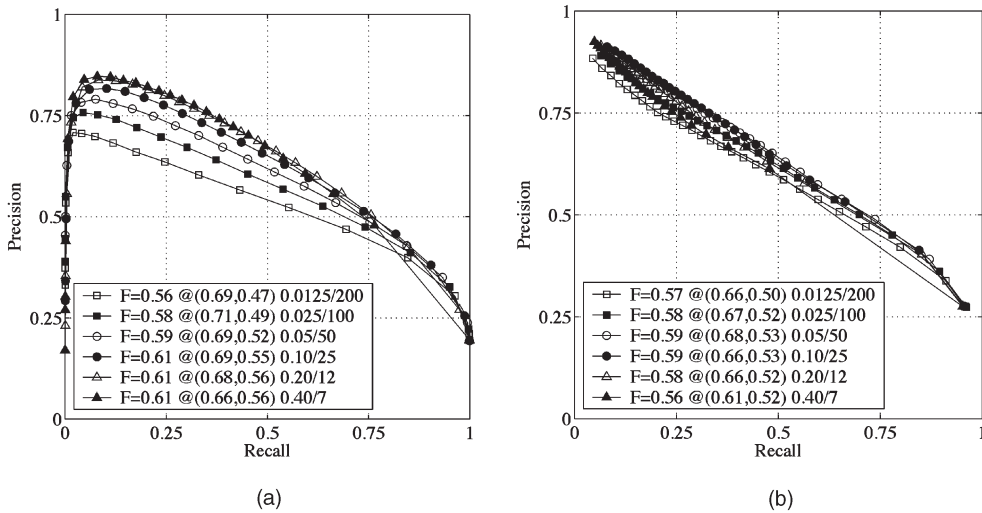 1
0.75
0.5
0.25
0
Precision
F=0.56 @(0.69,0.47) 0.0125/200
F=0.58 @(0.71,0.49) 0.025/100
F=0.59 @(0.69,0.52) 0.05/50
F=0.61 @(0.69,0.55) 0.10/25
F=0.61 @(0.68,0.56) 0.20/12
F=0.61 @(0.66,0.56) 0.40/7
0 0.25 0.5 0.75 1
Recall
(a)
1
0.75
0.5
0.25
0
Precision
F=0.57 @(0.66,0.50) 0.0125/200
F=0.58 @(0.67,0.52) 0.025/100
F=0.59 @(0.68,0.53) 0.05/50
F=0.59 @(0.66,0.53) 0.10/25
F=0.58 @(0.66,0.52) 0.20/12
F=0.56 @(0.61,0.52) 0.40/7
0 0.25 0.5 0.75 1
Recall
(b)